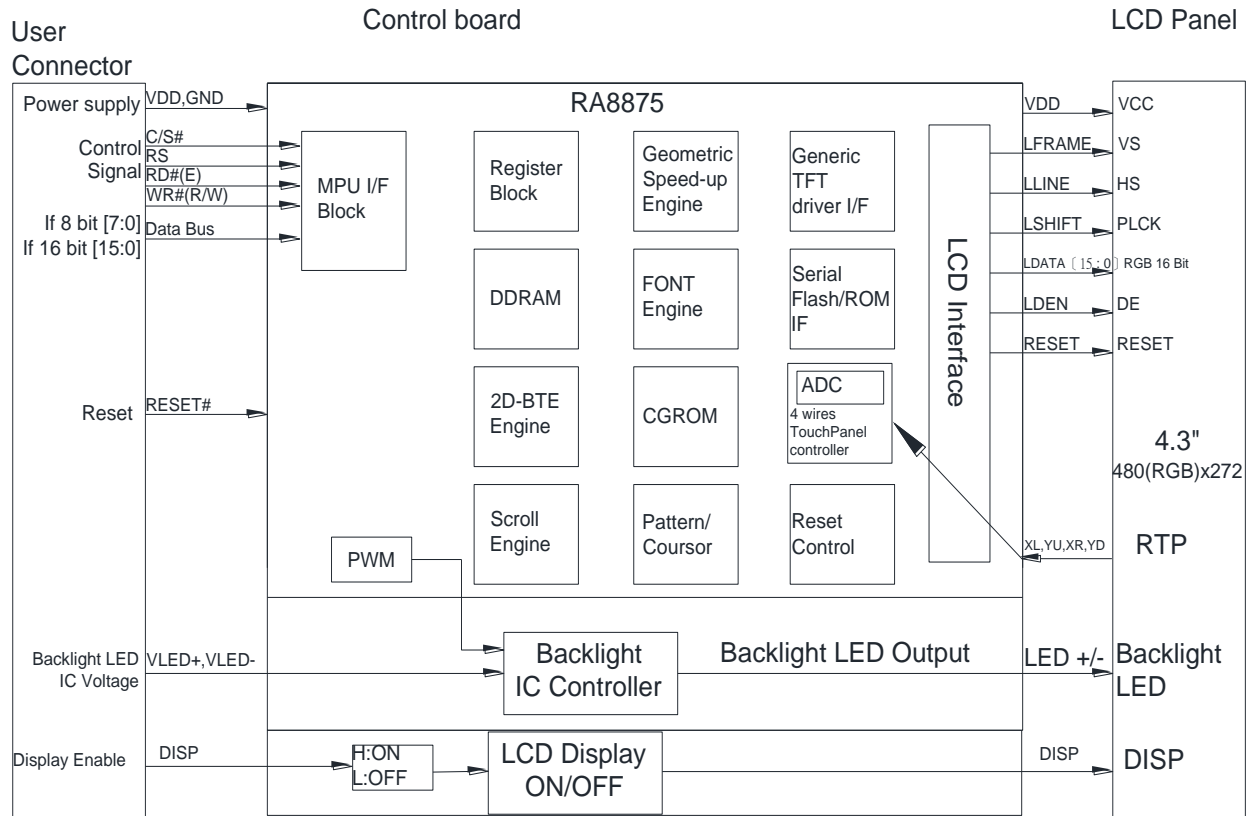 User
Connector
Control board
LCD Panel
Power supply
VDD,GND
Control
Signal
C/S#
RS
RD#(E)
WR#(R/W)
If 8 bit [7:0]
If 16 bit [15:0]
Data Bus
Reset
RESET#
Backlight LED
IC Voltage
VLED+,VLED-
Display Enable
DISP
RA8875
MPU I/F
Block
Register
Block
Geometric
Speed-up
Engine
Generic
TFT
driver I/F
DDRAM
FONT
Engine
Serial
Flash/ROM
IF
2D-BTE
Engine
CGROM
ADC
4 wires
TouchPanel
controller
Scroll
Engine
Pattern/
Coursor
Reset
Control
LCD Interface
PWM
Backlight
IC Controller
Backlight LED Output
H:ON
L:OFF
LCD Display
ON/OFF
VDD
VCC
LFRAME
VS
LLINE
HS
LSHIFT
PLCK
LDATA〔15:0〕
RGB 16 Bit
LDEN
DE
RESET
RESET
4.3"
480(RGB)x272
XL,YU,XR,YD
RTP
LED +/-
Backlight
LED
DISP
DISP